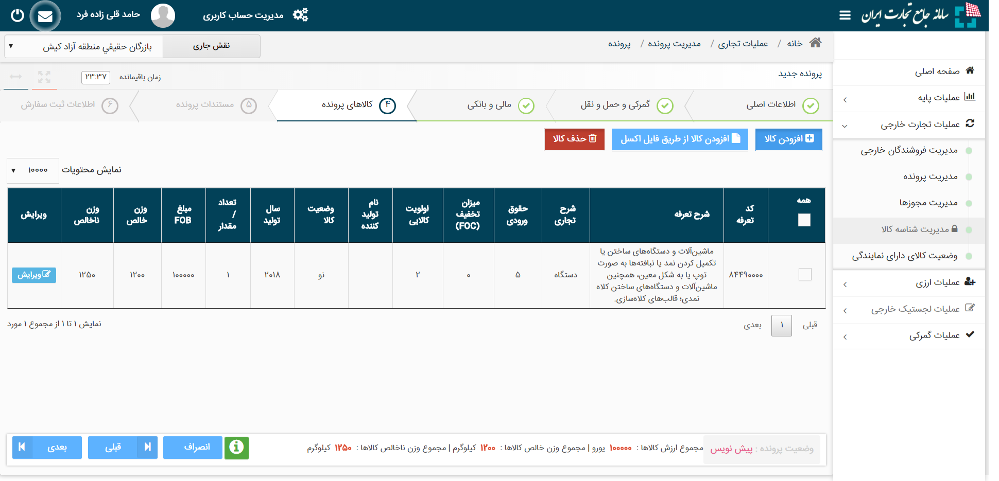 سامانه جامع تجارت ایران
مدیریت حساب کاربری
حامد قلی زاده فرد
خانه / عملیات تجاری / مدیریت پرونده / پرونده
نقش جاری
بازرگان حقیقي منطقه آزاد کیش
پرونده جدید
زمان باقیمانده ۲۳:۳۷
اطلاعات اصلی
گمرکی و حمل و نقل
مالی و بانکی
۴ کالاهای پرونده
۵ مستندات پرونده
۶ اطلاعات ثبت سفارش
صفحه اصلی
عملیات پایه
عملیات تجارت خارجی
مدیریت فروشندگان خارجی
مدیریت پرونده
مدیریت مجوزها
مدیریت شناسه کالا
وضعیت کالای دارای نمایندگی
عملیات ارزی
عملیات لجستیک خارجی
عملیات گمرکی
افزودن کالا
افزودن کالا از طریق فایل اکسل
حذف کالا
نمایش محتویات ۱۰۰۰۰
همه
کد تعرفه
شرح تعرفه
شرح تجاری
حقوق ورودی
میزان تخفیف (FOC)
اولویت کالایی
نام تولید کننده
وضعیت کالا
سال تولید
تعداد / مقدار
مبلغ FOB
وزن خالص
وزن ناخالص
ویرایش
۸۴۴۹۰۰۰۰
ماشین‌آلات و دستگاه‌های ساختن یا
تکمیل کردن نمد یا نبافته‌ها به صورت
توپ یا به شکل معین، همچنین
ماشین‌آلات و دستگاه‌های ساختن کلاه
نمدی؛ قالب‌های کلاه‌سازی.
دستگاه
۵
۰
۲
نو
۲۰۱۸
۱
۱۰۰۰۰۰
۱۲۰۰
۱۲۵۰
ویرایش
قبلی ۱ بعدی
نمایش ۱ تا ۱ از مجموع ۱ مورد
وضعیت پرونده : پیش نویس
مجموع ارزش کالاها : ۱۰۰۰۰۰ یورو | مجموع وزن خالص کالاها : ۱۲۰۰ کیلوگرم | مجموع وزن ناخالص کالاها : ۱۲۵۰ کیلوگرم
انصراف
قبلی
بعدی